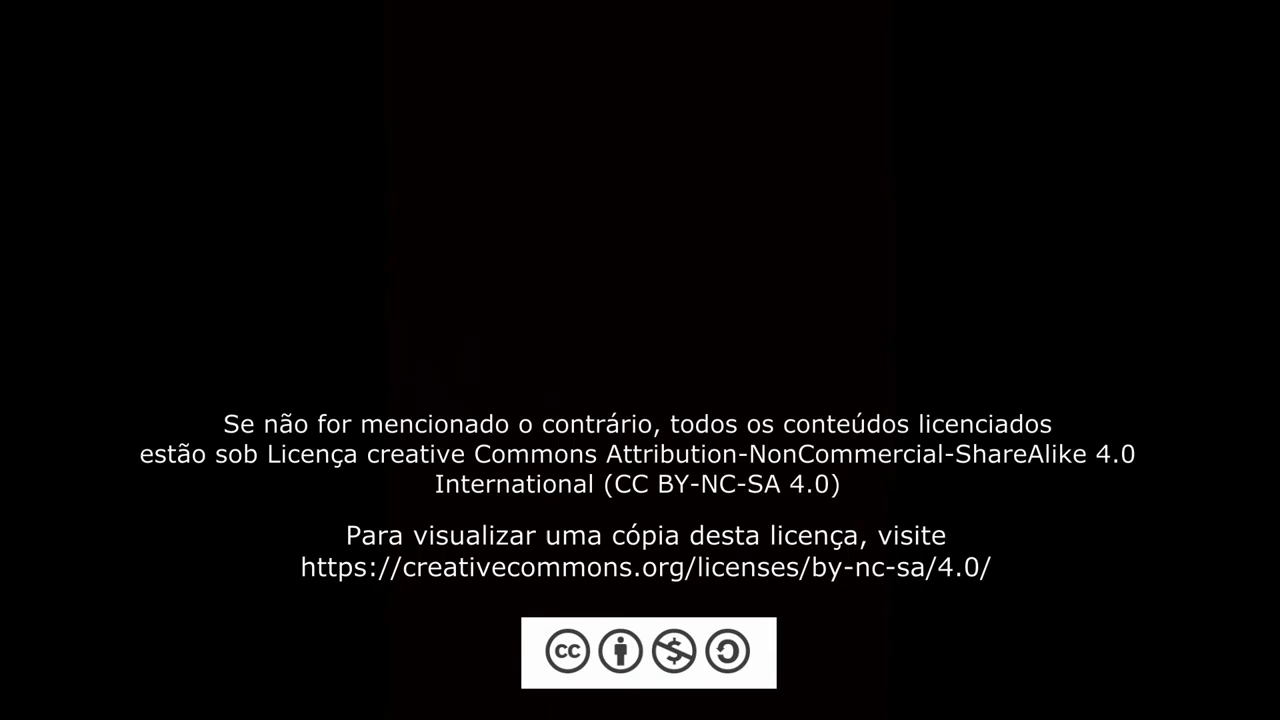 Se não for mencionado o contrário, todos os conteúdos licenciados
estão sob Licença creative Commons Attribution-NonCommercial-ShareAlike 4.0
International (CC BY-NC-SA 4.0)
Para visualizar uma cópia desta licença, visite
https://creativecommons.org/licenses/by-nc-sa/4.0/
cc